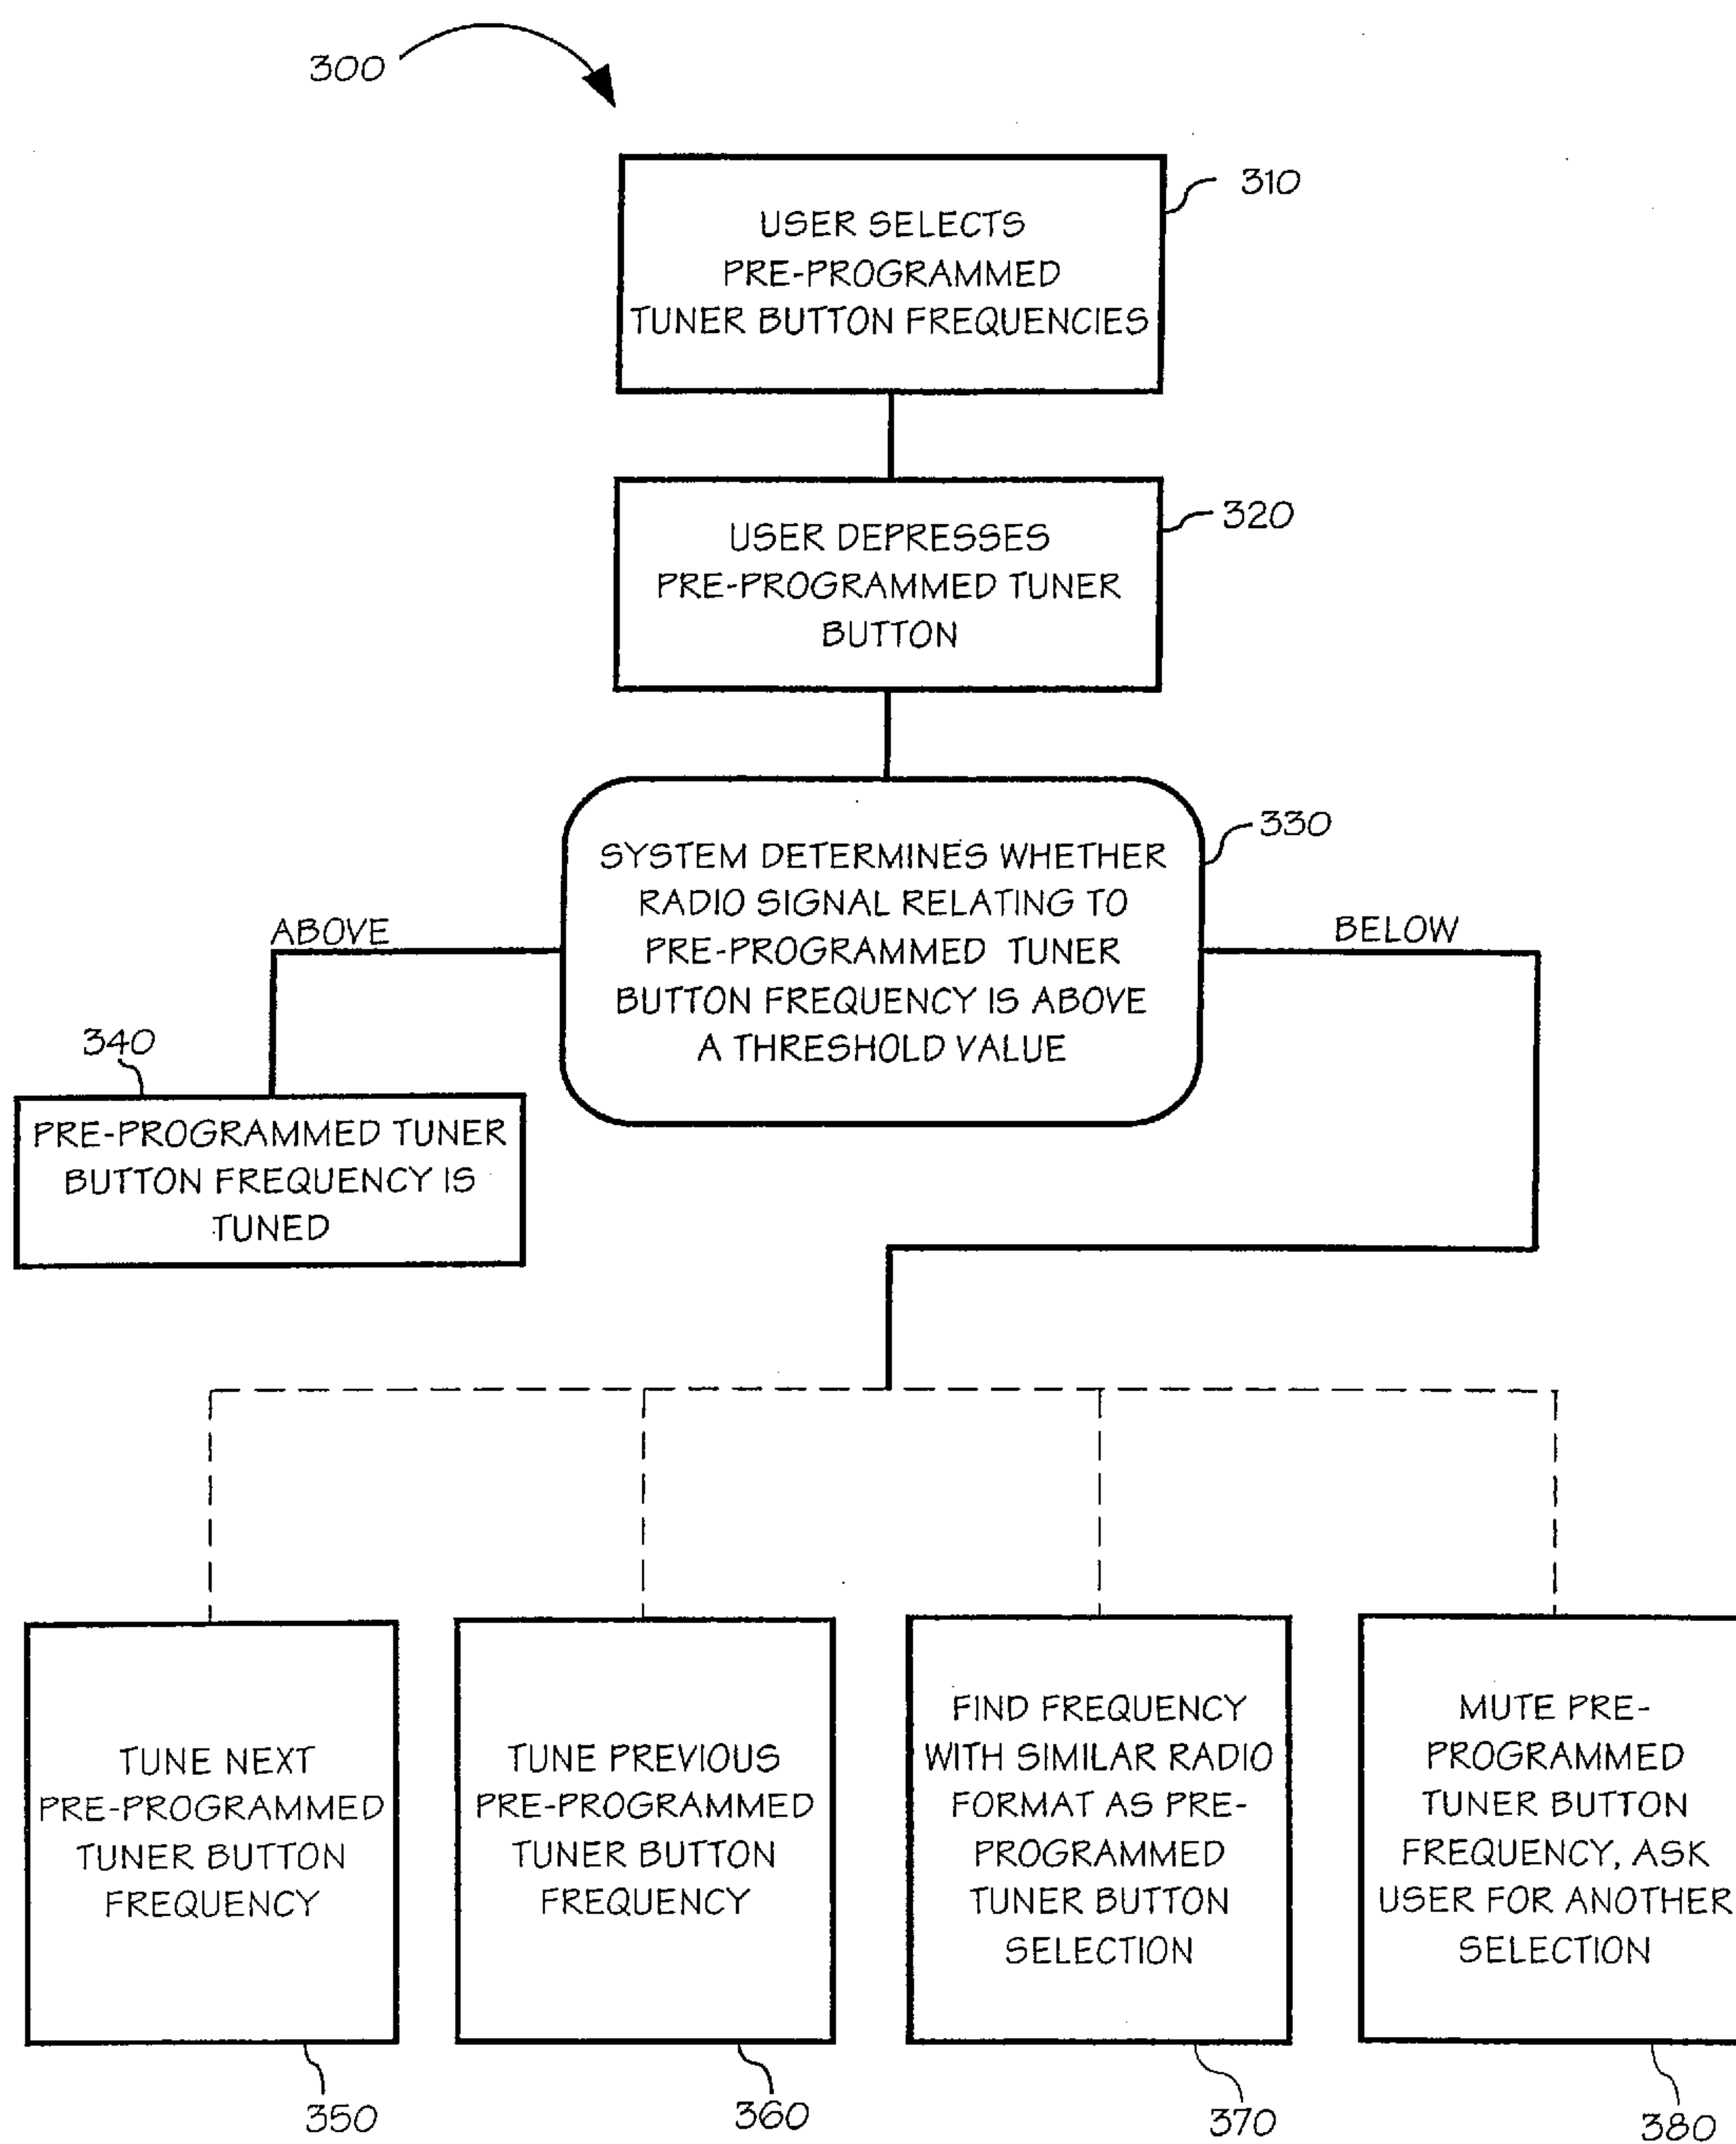 300
310
USER SELECTS
PRE-PROGRAMMED
TUNER BUTTON FREQUENCIES
320
USER DEPRESSES
PRE-PROGRAMMED TUNER
BUTTON
330
SYSTEM DETERMINES WHETHER
RADIO SIGNAL RELATING TO
PRE-PROGRAMMED TUNER
BUTTON FREQUENCY IS ABOVE
A THRESHOLD VALUE
ABOVE
BELOW
340
PRE-PROGRAMMED TUNER
BUTTON FREQUENCY IS
TUNED
TUNE NEXT
PRE-PROGRAMMED
TUNER BUTTON
FREQUENCY
350
TUNE PREVIOUS
PRE-PROGRAMMED
TUNER BUTTON
FREQUENCY
360
FIND FREQUENCY
WITH SIMILAR RADIO
FORMAT AS PRE-
PROGRAMMED
TUNER BUTTON
SELECTION
370
MUTE PRE-
PROGRAMMED
TUNER BUTTON
FREQUENCY, ASK
USER FOR ANOTHER
SELECTION
380